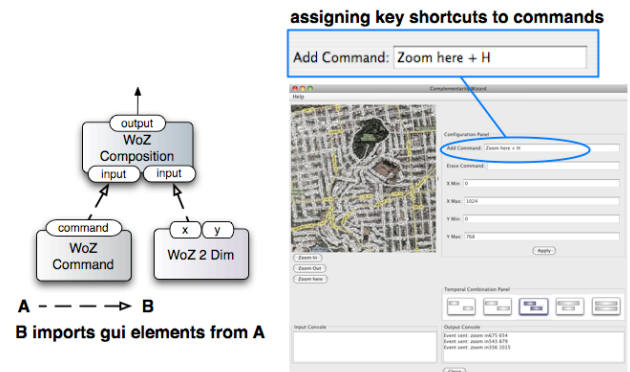 assigning key shortcuts to commands
Add Command: Zoom here + H
output
WoZ
Composition
input
input
command
WoZ
Command
x
y
WoZ 2 Dim
A
B
B imports gui elements from A
Help
Configuration Panel
Add Command: Zoom here + H
Erase Command:
X Min: 0
X Max: 1024
Y Min: 0
Y Max: 768
Apply
Zoom In
Zoom Out
Zoom here
Temporal Combination Panel
Input Console
Output Console
Event sent: zoom in675 654
Event sent: zoom in543 879
Event sent: zoom in356 1015